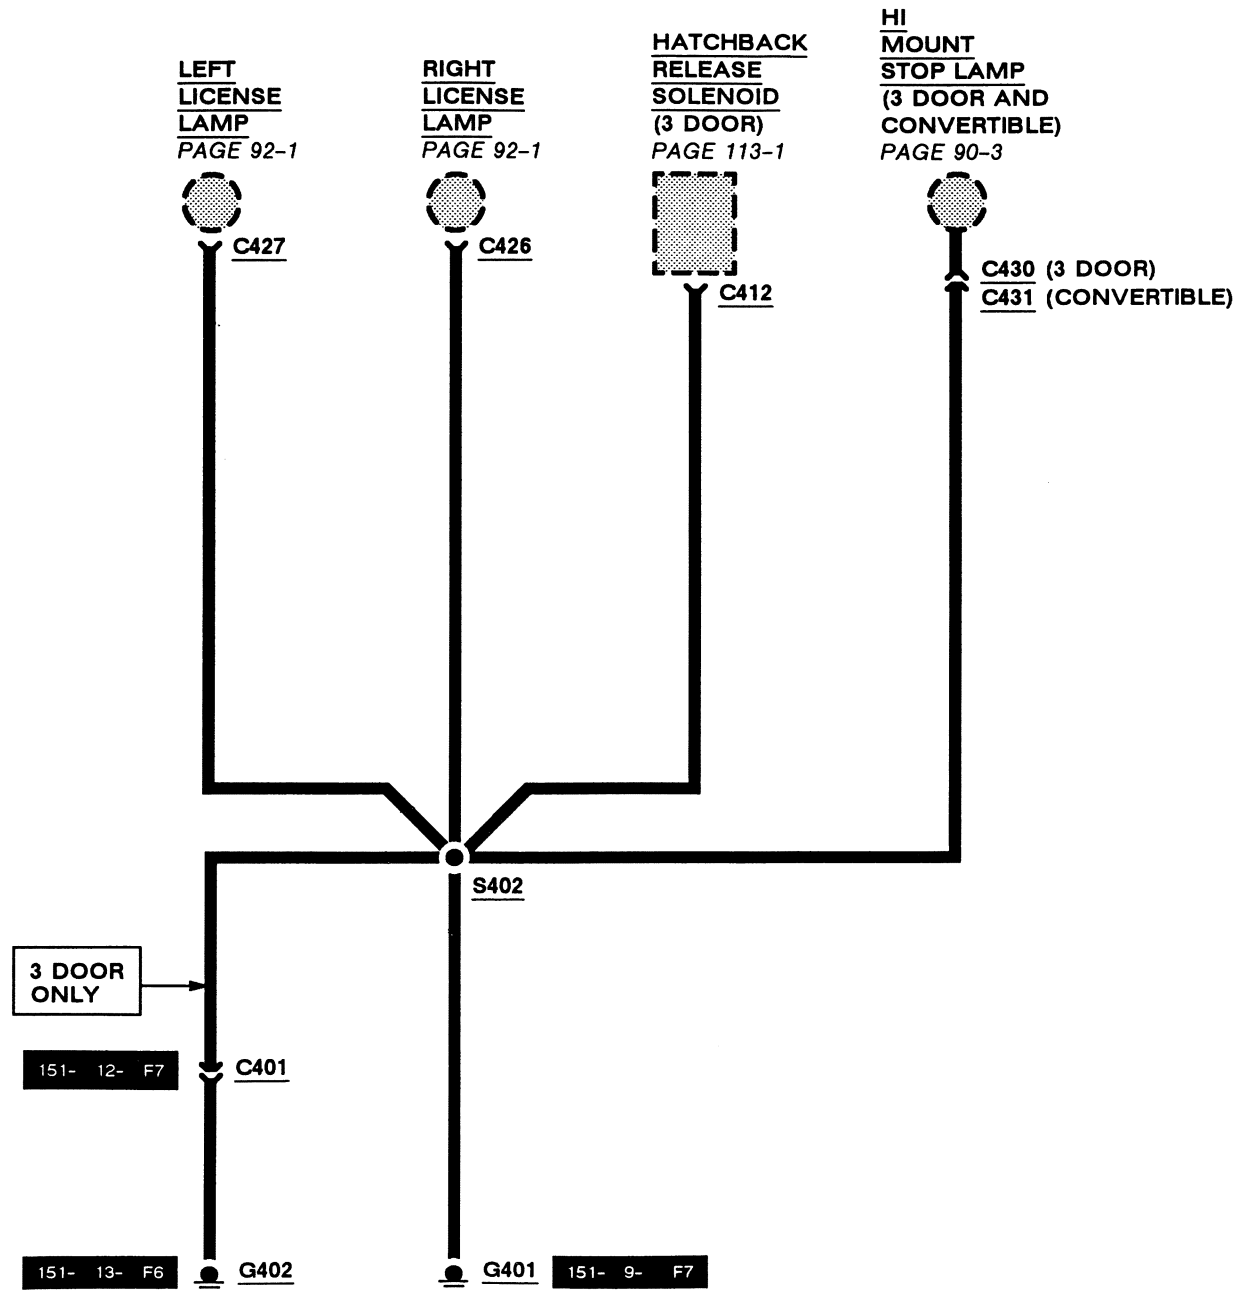 LEFT
LICENSE
LAMP
PAGE 92-1
RIGHT
LICENSE
LAMP
PAGE 92-1
HATCHBACK
RELEASE
SOLENOID
(3 DOOR)
PAGE 113-1
HI
MOUNT
STOP LAMP
(3 DOOR AND
CONVERTIBLE)
PAGE 90-3
C427
C426
C412
C430 (3 DOOR)
C431 (CONVERTIBLE)
S402
3 DOOR
ONLY
151- 12- F7
C401
151- 13- F6
G402
G401
151- 9- F7